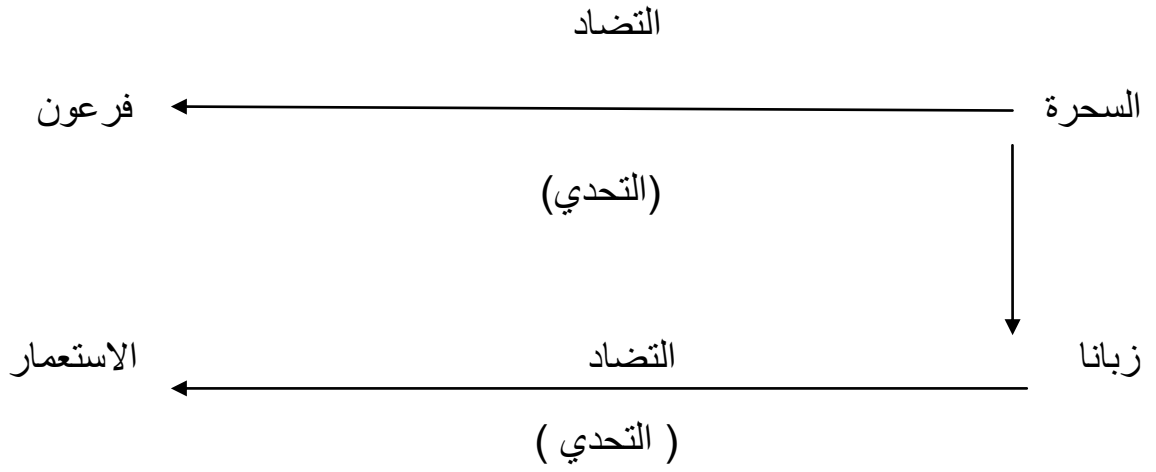 التضاد
السحرة فرعون
(التحدي)
زبانا التضاد الاستعمار
( التحدي )